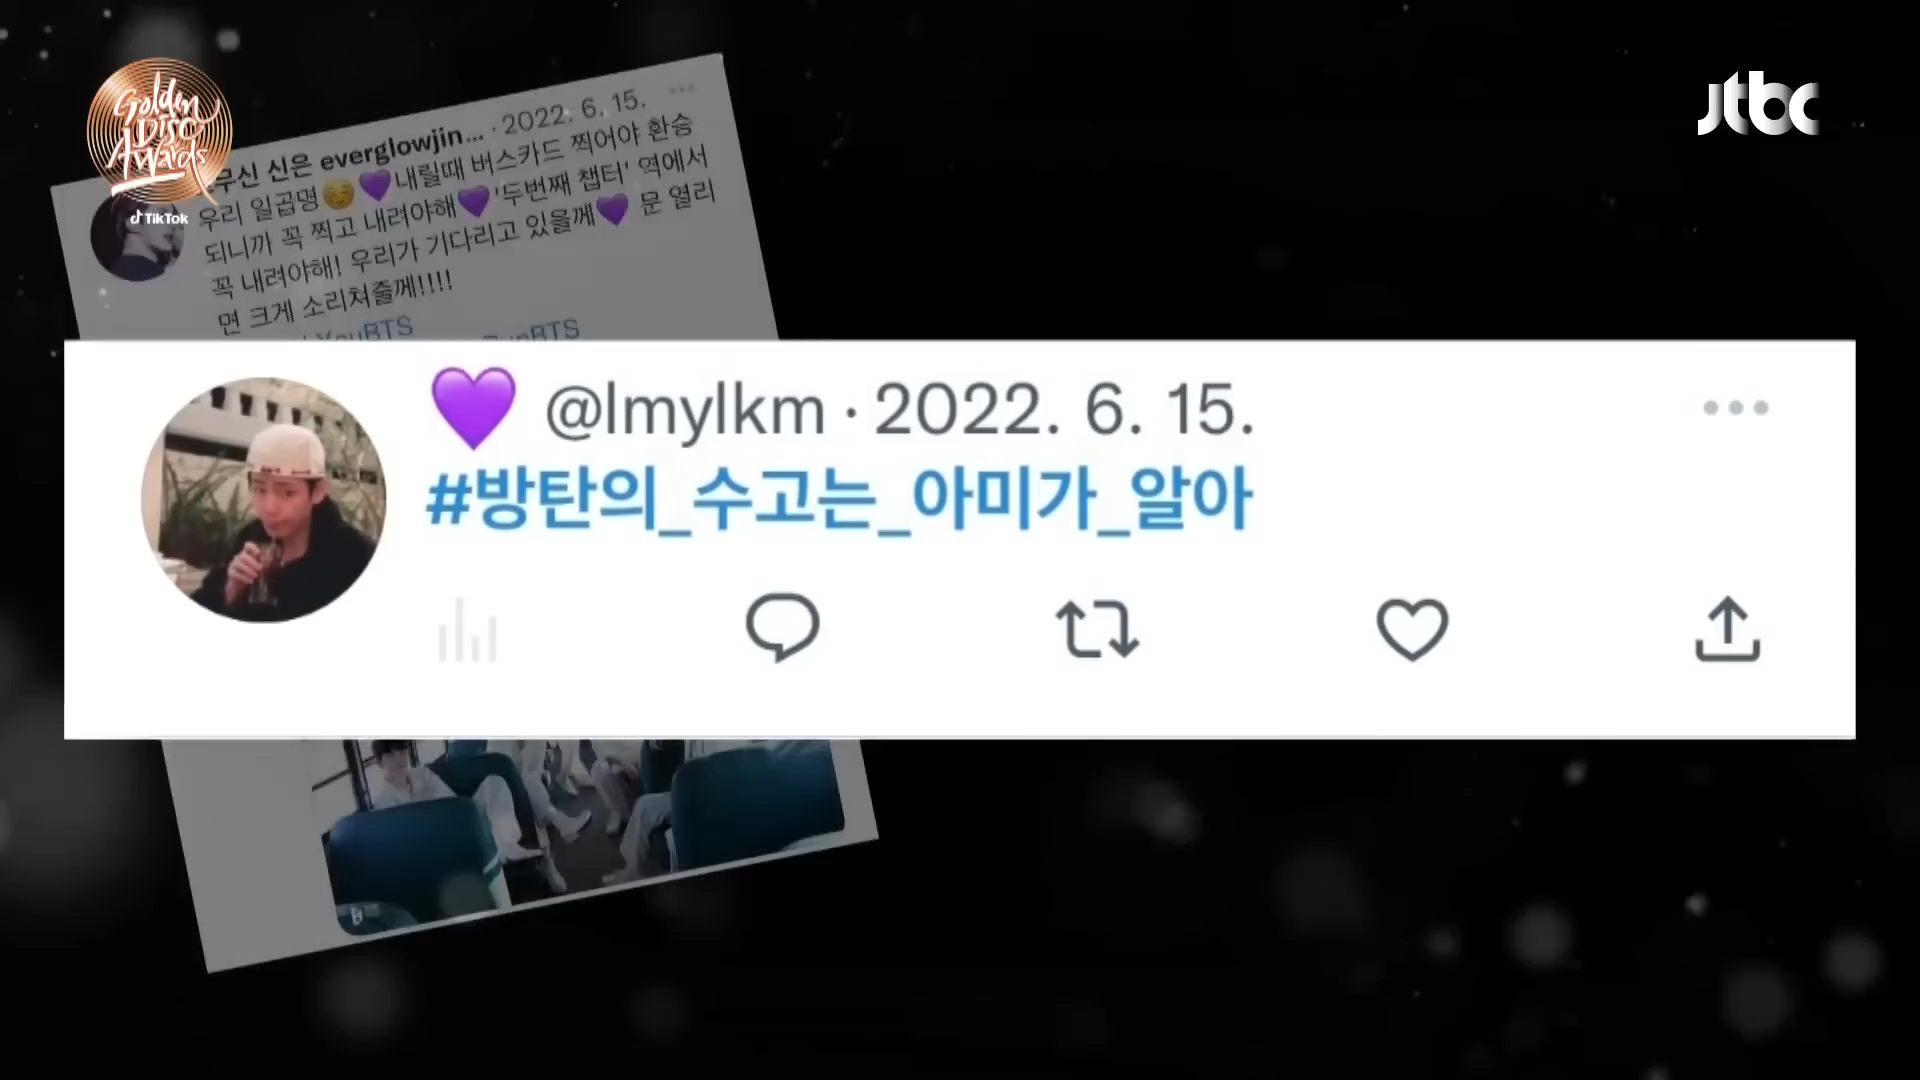 Golden
Disc
Awards
TikTok
jtbc
무신 신은 everglowjin... · 2022. 6. 15.
우리 일곱명😌💜내릴때 버스카드 찍어야 환승
되니까 꼭 찍고 내려야해💜'두번째 챕터' 역에서
꼭 내려야해! 우리가 기다리고 있을께💜 문 열리
면 크게 소리쳐줄께!!!!
💜 @lmylkm · 2022. 6. 15.
#방탄의_수고는_아미가_알아